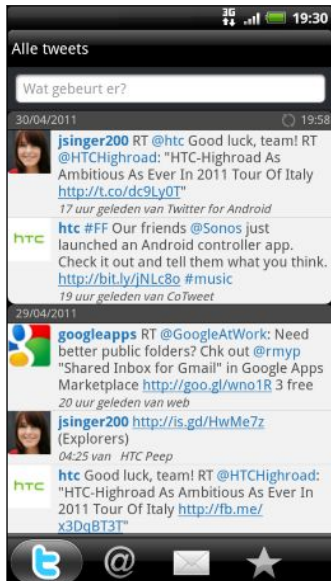 3G 19:30
Alle tweets
Wat gebeurt er?
30/04/2011 19:58
jsinger200 RT @htc Good luck, team! RT
@HTCHighroad: "HTC-Highroad As
Ambitious As Ever In 2011 Tour Of Italy
http://t.co/dc9Ly0T"
17 uur geleden van Twitter for Android
hTC
htc #FF Our friends @Sonos just
launched an Android controller app.
Check it out and tell them what you think.
http://bit.ly/jNLc8o #music
19 uur geleden van CoTweet
29/04/2011
googleapps RT @GoogleAtWork: Need
better public folders? Chk out @rmyp
"Shared Inbox for Gmail" in Google Apps
Marketplace http://goo.gl/wno1R 3 free
20 uur geleden van web
jsinger200 http://is.gd/HwMe7z
(Explorers)
04:25 van HTC Peep
hTC
htc Good luck, team! RT @HTCHighroad:
"HTC-Highroad As Ambitious As Ever In
2011 Tour Of Italy http://fb.me/
x3DqBT3T"